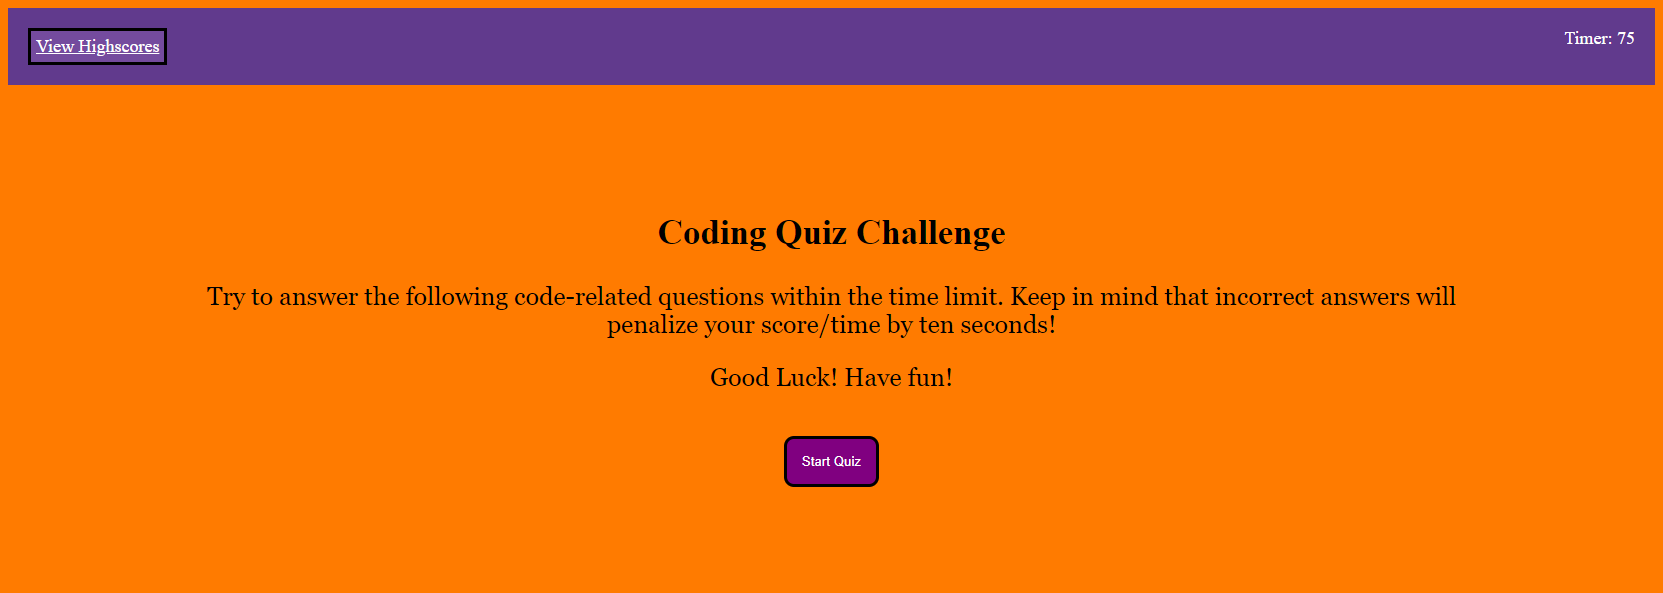 View Highscores
Timer: 75
Coding Quiz Challenge
Try to answer the following code-related questions within the time limit. Keep in mind that incorrect answers will
penalize your score/time by ten seconds!
Good Luck! Have fun!
Start Quiz